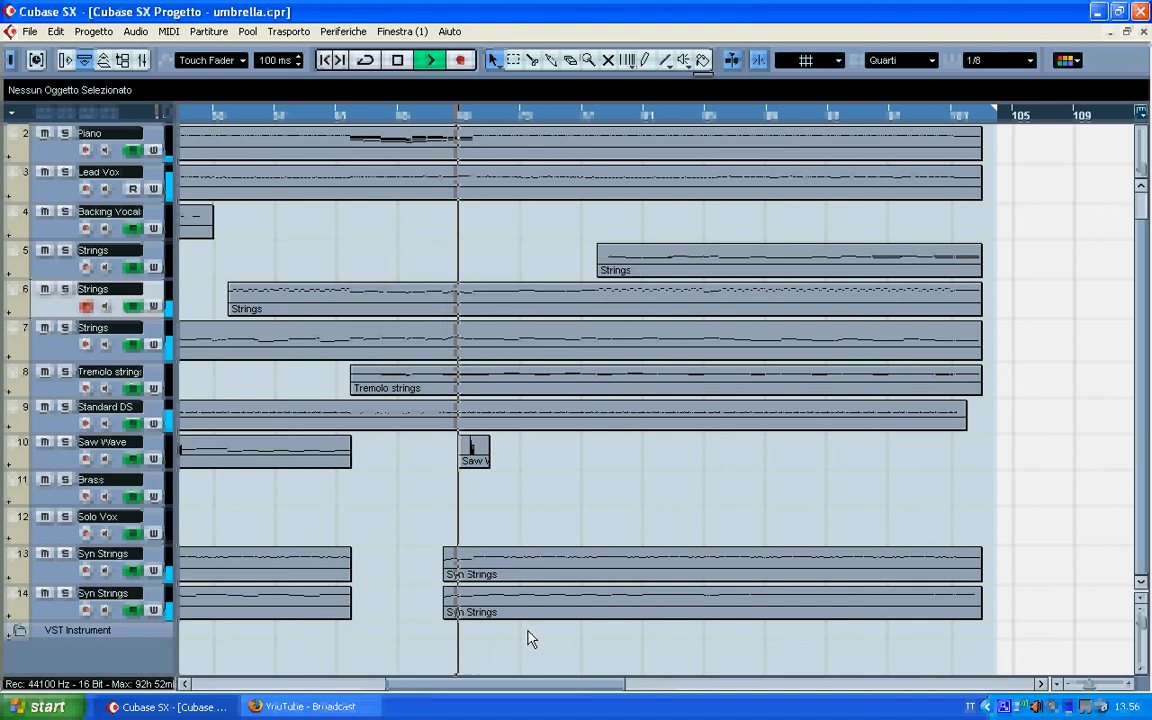 Cubase SX - [Cubase SX Progetto - umbrella.cpr]
File Edit Progetto Audio MIDI Partiture Pool Trasporto Periferiche Finestra (1) Aiuto
Touch Fader 100 ms Quarti 1/8
Nessun Oggetto Selezionato
105 109
2 m S Piano
W
3 m S Lead Vox
R W
4 m S Backing Vocal
W
5 m S Strings
W Strings
6 m S Strings
W Strings
7 m S Strings
W
8 m S Tremolo string
W Tremolo strings
9 m S Standard DS
W
10 m S Saw Wave
W Saw V
11 m S Brass
W
12 m S Solo Vox
W
13 m S Syn Strings
W Syn Strings
14 m S Syn Strings
W Syn Strings
VST Instrument
Rec: 44100 Hz - 16 Bit - Max: 92h 52m
start Cubase SX - [Cubase ... YouTube - Broadcast IT 13.56